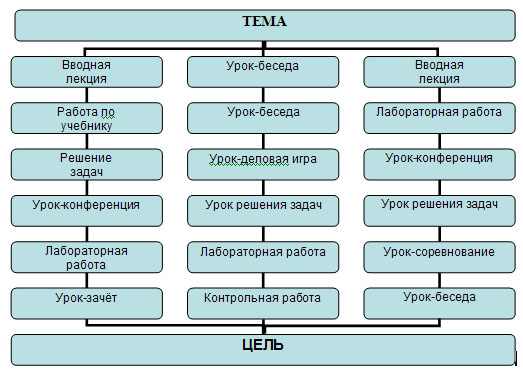 ТЕМА
Вводная
лекция
Работа по
учебнику
Решение
задач
Урок-конференция
Лабораторная
работа
Урок-зачёт
Урок-беседа
Урок-беседа
Урок-деловая игра
Урок решения задач
Лабораторная работа
Контрольная работа
Вводная
лекция
Лабораторная работа
Урок-конференция
Урок решения задач
Урок-соревнование
Урок-беседа
ЦЕЛЬ